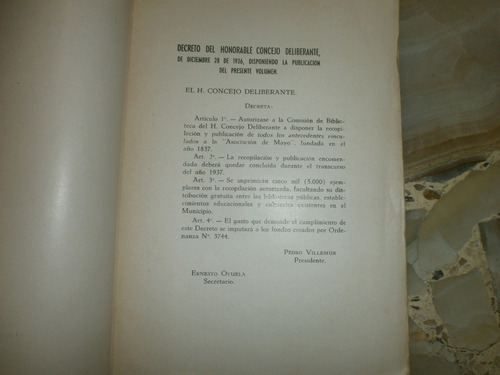 DECRETO DEL HONORABLE CONCEJO DELIBERANTE,
DE DICIEMBRE 28 DE 1936, DISPONIENDO LA PUBLICACION
DEL PRESENTE VOLUMEN
EL H. CONCEJO DELIBERANTE
Decreta:
Artículo 1º. — Autorízase a la Comisión de Biblio-
teca del H. Concejo Deliberante a disponer la recopi-
lación y publicación de todos los antecedentes vincu-
lados a la "Asociación de Mayo", fundada en el
año 1837.
Art. 2º. — La recopilación y publicación encomen-
dada deberá quedar concluida durante el transcurso
del año 1937.
Art. 3º. — Se imprimirán cinco mil (5.000) ejem-
plares con la recopilación autorizada, facultando su dis-
tribución gratuita entre las bibliotecas públicas, estable-
cimientos educacionales y culturales existentes en el
Municipio.
Art. 4º. — El gasto que demande el cumplimiento de
este Decreto se imputará a los fondos creados por Orde-
nanza Nº. 5744.
Pedro Villemur
Presidente.
Ernesto Oyuela
Secretario.